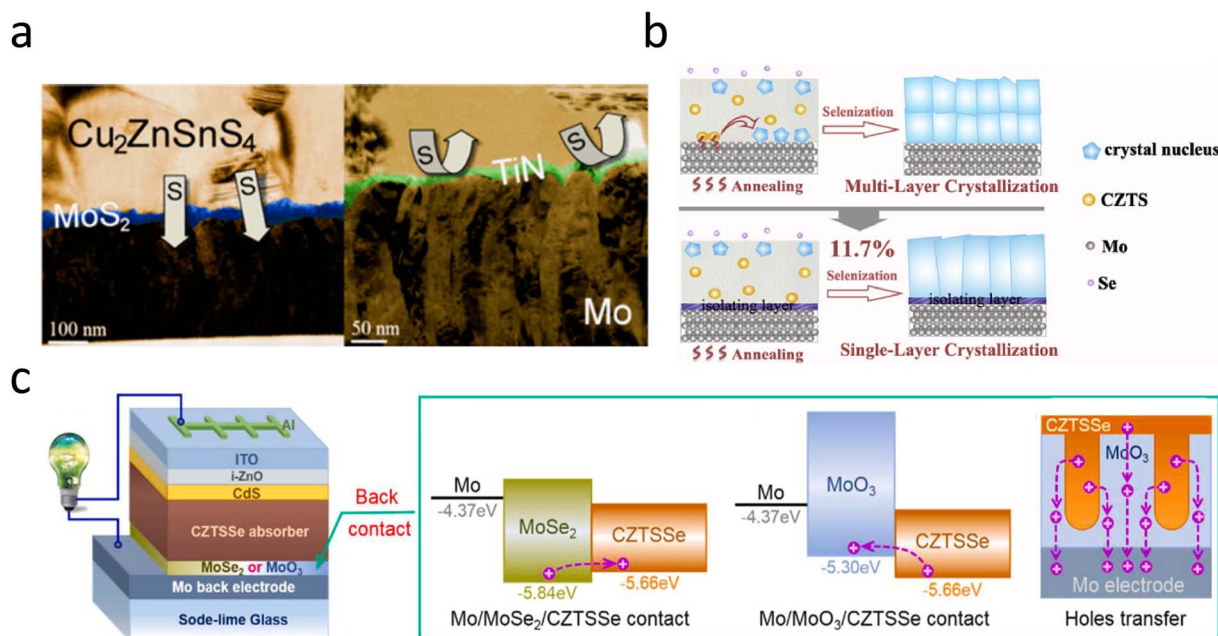 a
Cu2ZnSnS4
S
S
MoS2
100 nm
S
S
TiN
Mo
50 nm
b
Selenization
Annealing
Multi-Layer Crystallization
11.7%
Selenization
isolating layer
isolating layer
Annealing
Single-Layer Crystallization
crystal nucleus
CZTS
Mo
Se
c
Al
ITO
i-ZnO
CdS
CZTSSe absorber
MoSe2 or MoO3
Mo back electrode
Sode-lime Glass
Back
contact
Mo
-4.37eV
MoSe2
CZTSSe
-5.66eV
-5.84eV
Mo/MoSe2/CZTSSe contact
Mo
-4.37eV
MoO3
CZTSSe
-5.30eV
-5.66eV
Mo/MoO3/CZTSSe contact
CZTSSe
MoO3
Mo electrode
Holes transfer